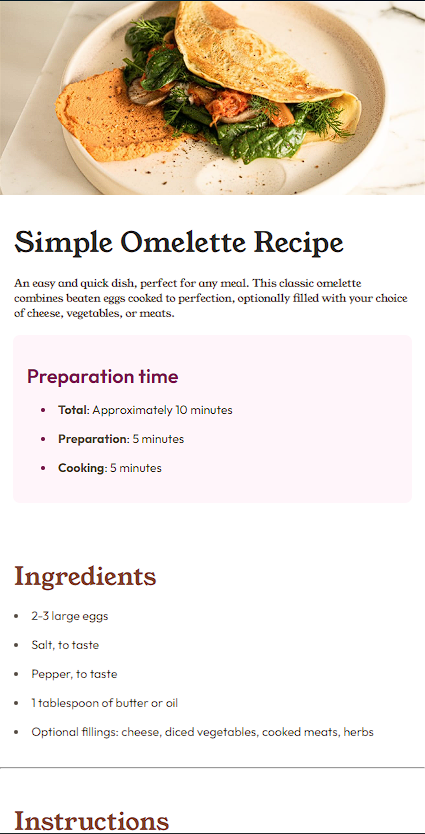 Simple Omelette Recipe
An easy and quick dish, perfect for any meal. This classic omelette
combines beaten eggs cooked to perfection, optionally filled with your choice
of cheese, vegetables, or meats.
Preparation time
• Total: Approximately 10 minutes
• Preparation: 5 minutes
• Cooking: 5 minutes
Ingredients
• 2-3 large eggs
• Salt, to taste
• Pepper, to taste
• 1 tablespoon of butter or oil
• Optional fillings: cheese, diced vegetables, cooked meats, herbs
Instructions